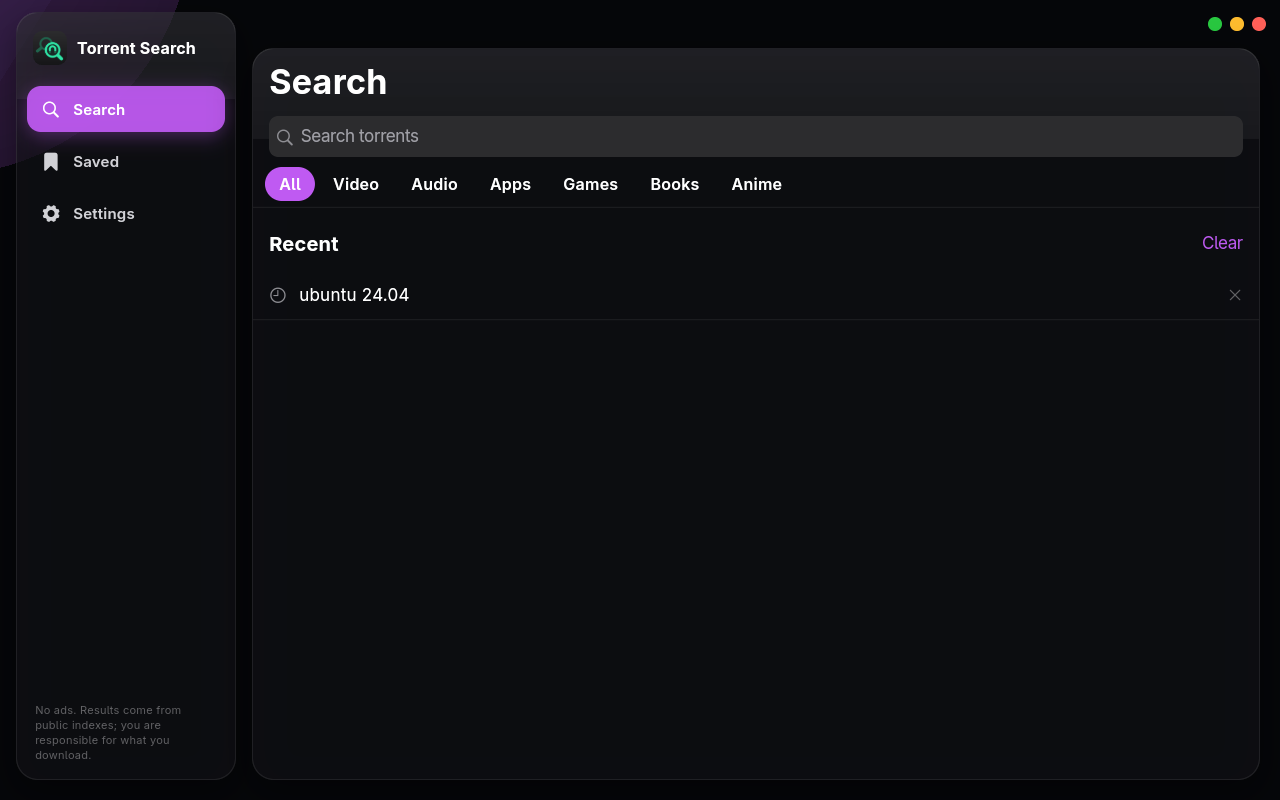 Torrent Search
Search
Saved
Settings
No ads. Results come from
public indexes; you are
responsible for what you
download.
Search
Search torrents
All Video Audio Apps Games Books Anime
Recent Clear
ubuntu 24.04